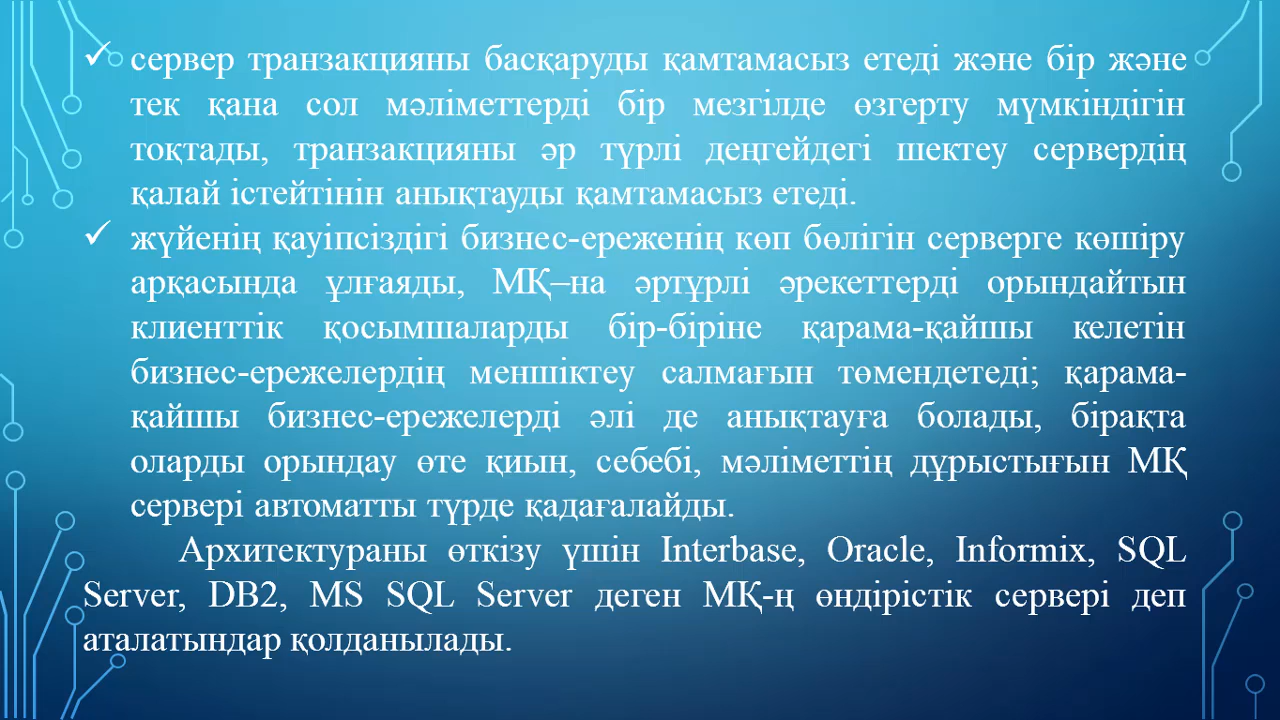 сервер транзакцияны басқаруды қамтамасыз етеді және бір және
тек қана сол мәліметтерді бір мезгілде өзгерту мүмкіндігін
тоқтады, транзакцияны әр түрлі деңгейдегі шектеу сервердің
қалай істейтінін анықтауды қамтамасыз етеді.
жүйенің қауіпсіздігі бизнес-ереженің көп бөлігін серверге көшіру
арқасында ұлғаяды, МҚ–на әртұрлі әрекеттерді орындайтын
клиенттік қосымшаларды бір-біріне қарама-қайшы келетін
бизнес-ережелердің меншіктеу салмағын төмендетеді; қарама-
қайшы бизнес-ережелерді әлі де анықтауға болады, бірақта
оларды орындау өте қиын, себебі, мәліметтің дұрыстығын МҚ
сервері автоматты түрде қадағалайды.
Архитектураны өткізу үшін Interbase, Oracle, Informix, SQL
Server, DB2, MS SQL Server деген МҚ-ң өндірістік сервері деп
аталатындар қолданылады.